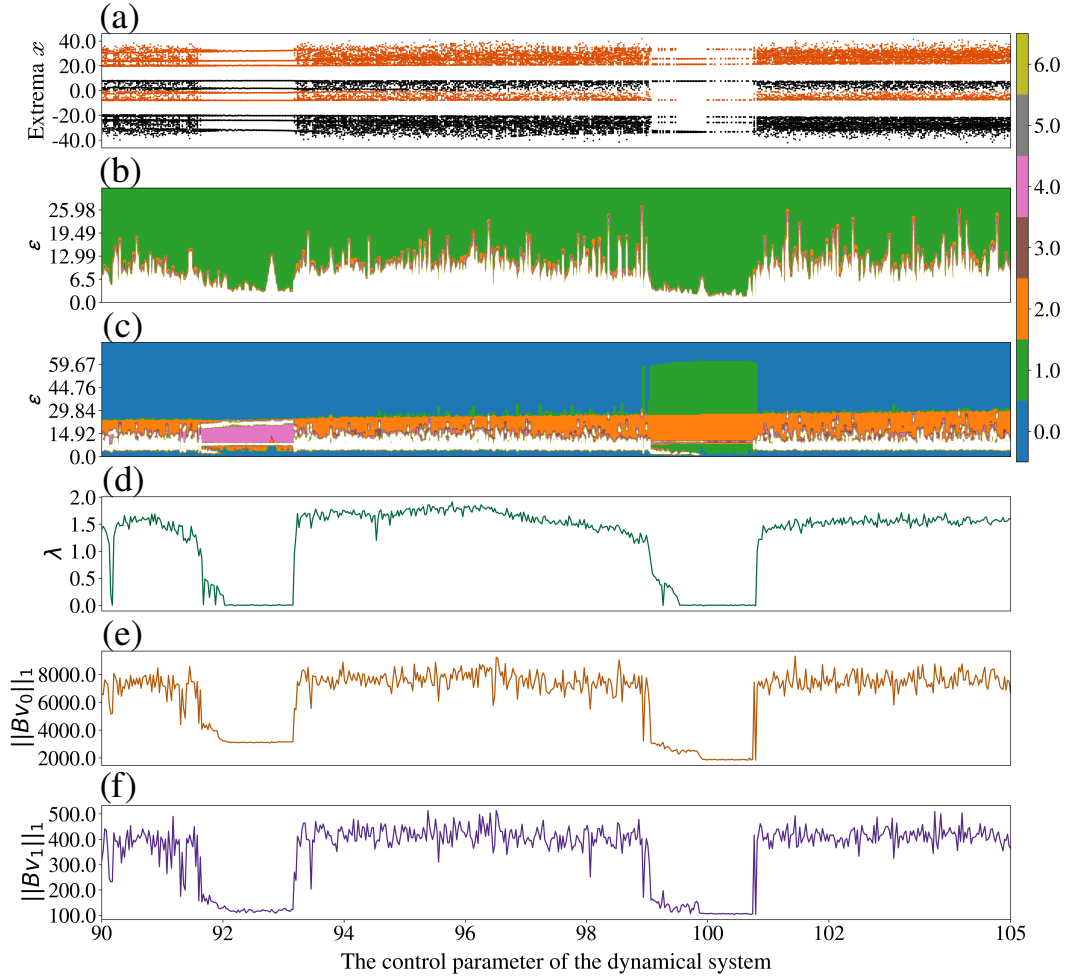 (a)
Extrema x
40.0
20.0
0.0
-20.0
-40.0
(b)
ε
25.98
19.49
12.99
6.5
0.0
(c)
ε
59.67
44.76
29.84
14.92
0.0
6.0
5.0
4.0
3.0
2.0
1.0
0.0
(d)
λ
2.0
1.5
1.0
0.5
0.0
(e)
||Bv₀||₁
8000.0
6000.0
4000.0
2000.0
(f)
||Bv₁||₁
500.0
400.0
300.0
200.0
100.0
90 92 94 96 98 100 102 105
The control parameter of the dynamical system